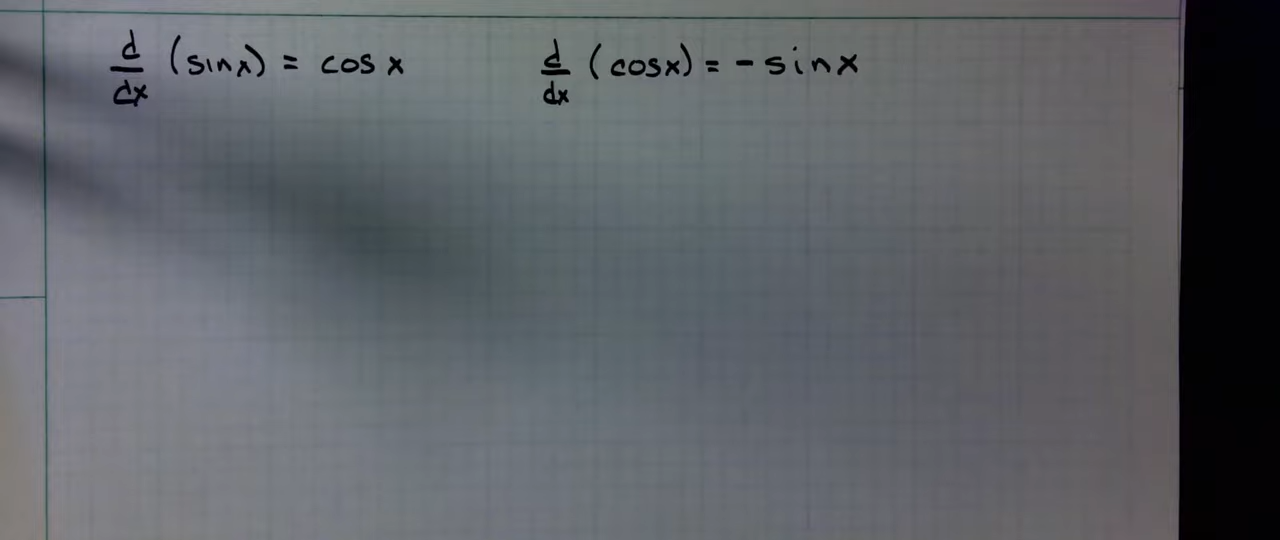 d/dx (sinx) = cos x
d/dx (cosx) = - sinx